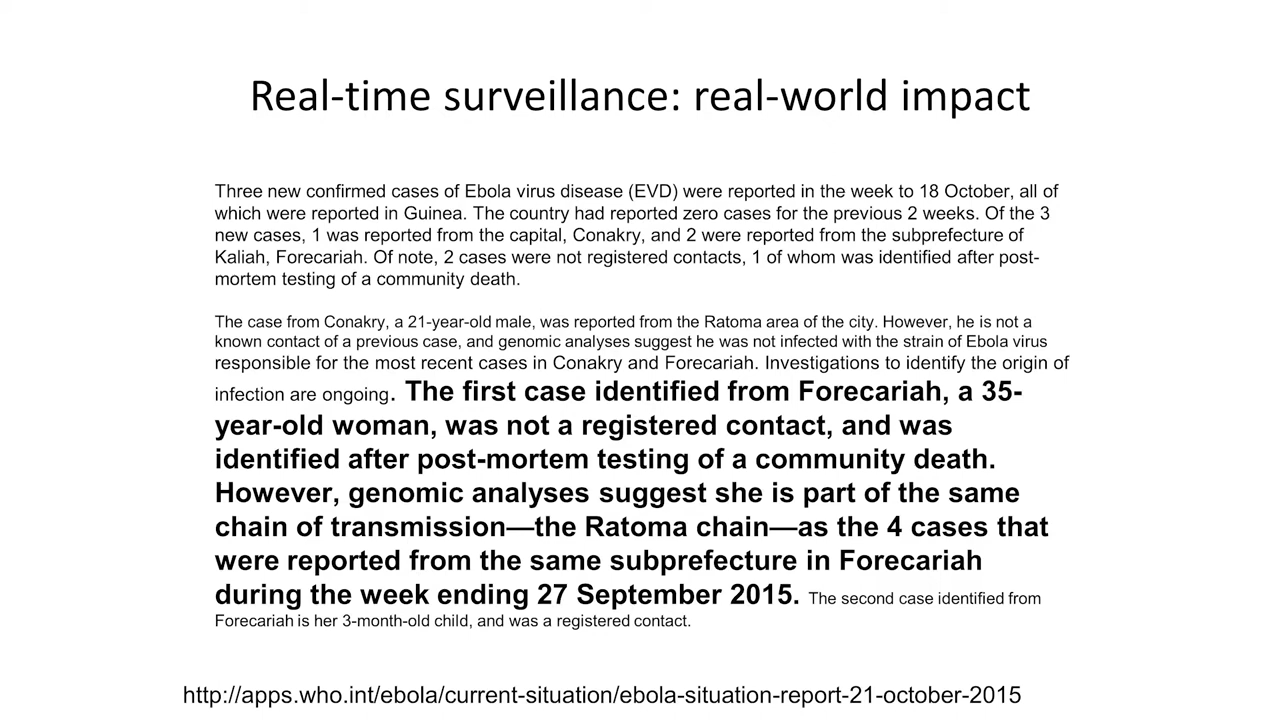 Real-time surveillance: real-world impact
Three new confirmed cases of Ebola virus disease (EVD) were reported in the week to 18 October, all of
which were reported in Guinea. The country had reported zero cases for the previous 2 weeks. Of the 3
new cases, 1 was reported from the capital, Conakry, and 2 were reported from the subprefecture of
Kaliah, Forecariah. Of note, 2 cases were not registered contacts, 1 of whom was identified after post-
mortem testing of a community death.
The case from Conakry, a 21-year-old male, was reported from the Ratoma area of the city. However, he is not a
known contact of a previous case, and genomic analyses suggest he was not infected with the strain of Ebola virus
responsible for the most recent cases in Conakry and Forecariah. Investigations to identify the origin of
infection are ongoing. The first case identified from Forecariah, a 35-
year-old woman, was not a registered contact, and was
identified after post-mortem testing of a community death.
However, genomic analyses suggest she is part of the same
chain of transmission—the Ratoma chain—as the 4 cases that
were reported from the same subprefecture in Forecariah
during the week ending 27 September 2015. The second case identified from
Forecariah is her 3-month-old child, and was a registered contact.
http://apps.who.int/ebola/current-situation/ebola-situation-report-21-october-2015